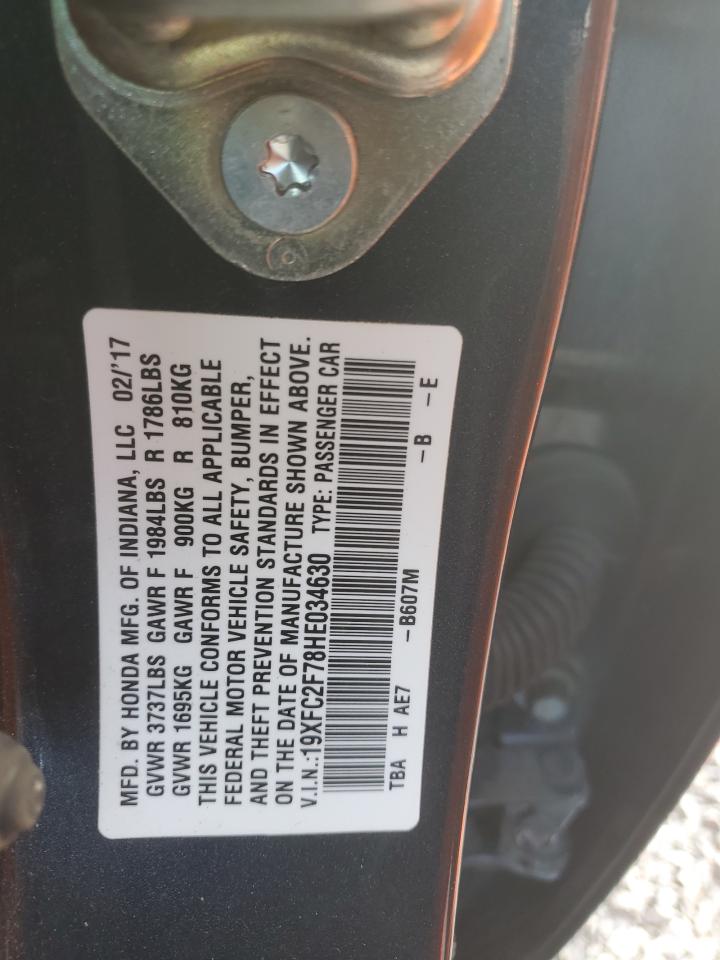 MFD. BY HONDA MFG. OF INDIANA, LLC 02/'17
GVWR 3737LBS GAWR F 1984LBS R 1786LBS
GVWR 1695KG GAWR F 900KG R 810KG
THIS VEHICLE CONFORMS TO ALL APPLICABLE
FEDERAL MOTOR VEHICLE SAFETY, BUMPER,
AND THEFT PREVENTION STANDARDS IN EFFECT
ON THE DATE OF MANUFACTURE SHOWN ABOVE.
V.I.N.:19XFC2F78HE034630 TYPE: PASSENGER CAR
TBA H AE7 -B607M -B -E